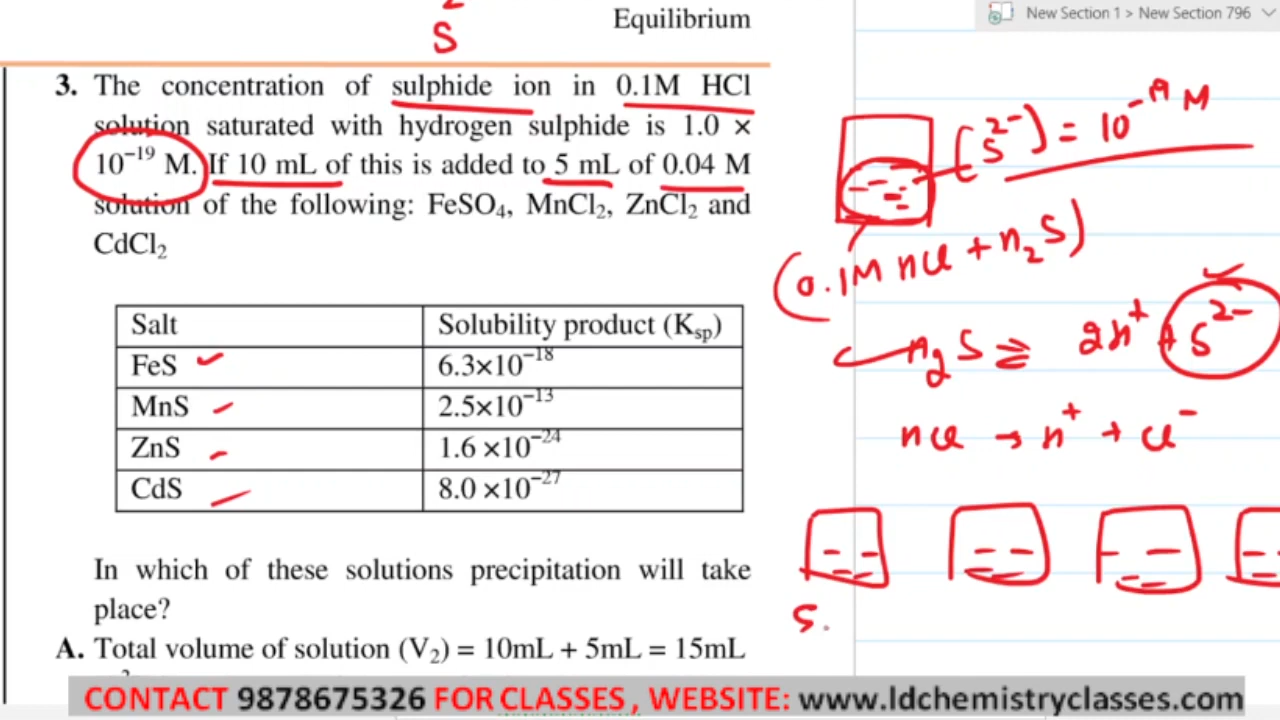 2
S
Equilibrium
New Section 1 > New Section 796
3. The concentration of sulphide ion in 0.1M HCl
solution saturated with hydrogen sulphide is 1.0 ×
10⁻¹⁹ M. If 10 mL of this is added to 5 mL of 0.04 M
solution of the following: FeSO₄, MnCl₂, ZnCl₂ and
CdCl₂
Salt Solubility product (Kₛₚ)
FeS 6.3×10⁻¹⁸
MnS 2.5×10⁻¹³
ZnS 1.6 ×10⁻²⁴
CdS 8.0 ×10⁻²⁷
In which of these solutions precipitation will take
place?
A. Total volume of solution (V₂) = 10mL + 5mL = 15mL
[S²⁻] = 10⁻¹⁹ M
(0.1M HCl + H₂S)
H₂S ⇌ 2H⁺ + S²⁻
HCl → H⁺ + Cl⁻
5
CONTACT 9878675326 FOR CLASSES , WEBSITE: www.ldchemistryclasses.com